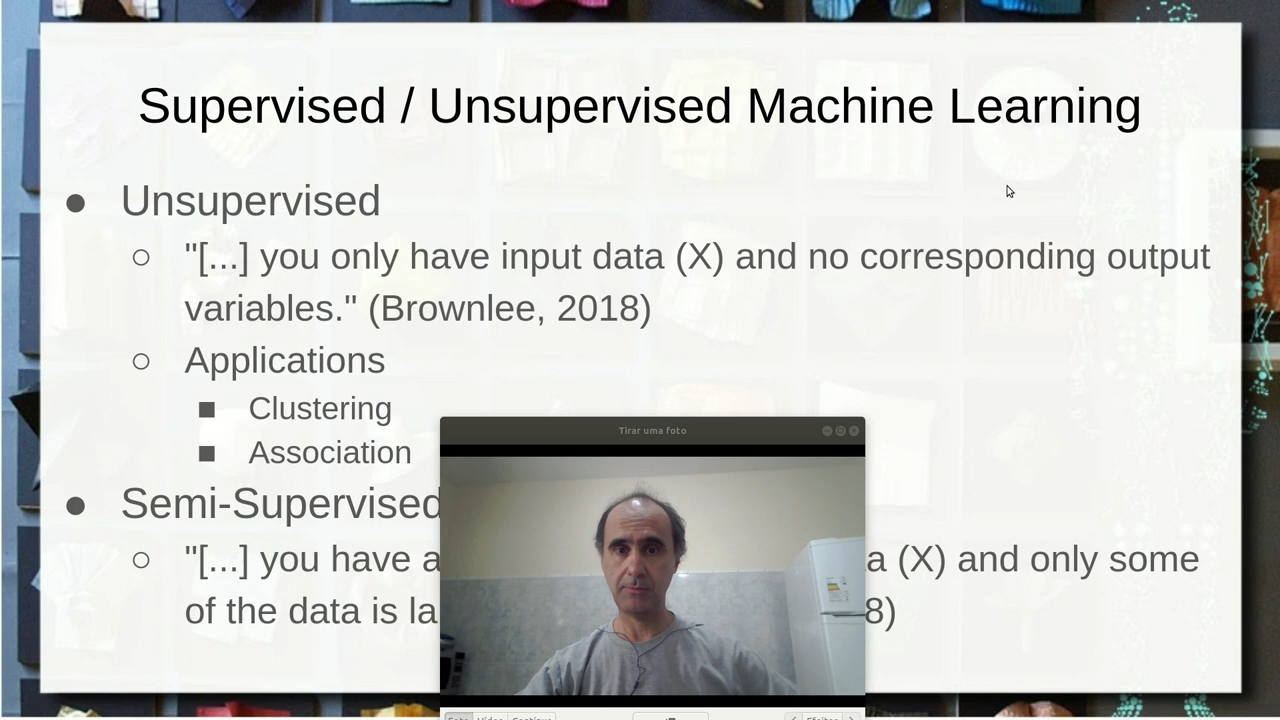 Supervised / Unsupervised Machine Learning
● Unsupervised
○ "[...] you only have input data (X) and no corresponding output
variables." (Brownlee, 2018)
○ Applications
■ Clustering
■ Association
Tirar uma foto
● Semi-Supervised
○ "[...] you have a (X) and only some
of the data is la 8)